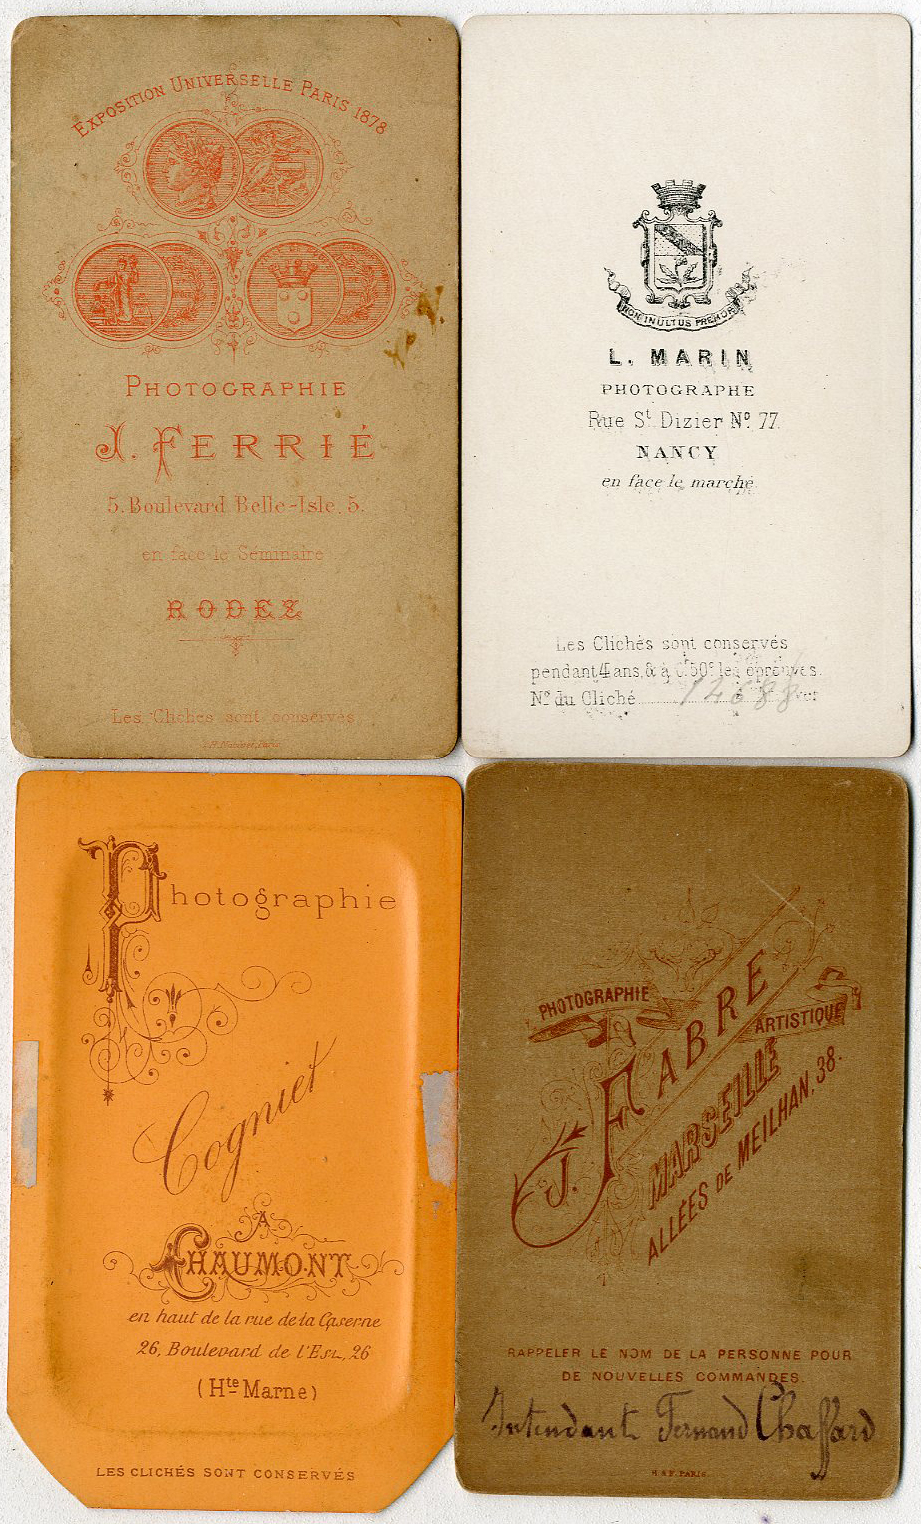 EXPOSITION UNIVERSELLE PARIS 1878
PHOTOGRAPHIE
J. FERRIÉ
5. Boulevard Belle-Isle, 5.
en face le Séminaire
RODEZ
Les Clichés sont conservés
NON INULTUS PREMOR
L. MARIN
PHOTOGRAPHE
Rue St Dizier No 77.
NANCY
en face le marché
Les Clichés sont conservés
pendant 4 ans, & à 0f50c les épreuves.
No du Cliché 14688
Photographie
Cogniet
A
CHAUMONT
en haut de la rue de la Caserne
26, Boulevard de l'Est, 26
(Hte Marne)
LES CLICHÉS SONT CONSERVÉS
PHOTOGRAPHIE
ARTISTIQUE
J. FABRE
MARSEILLE
ALLÉES DE MEILHAN, 38.
RAPPELER LE NOM DE LA PERSONNE POUR
DE NOUVELLES COMMANDES.
Intendant Fernand Chaffard